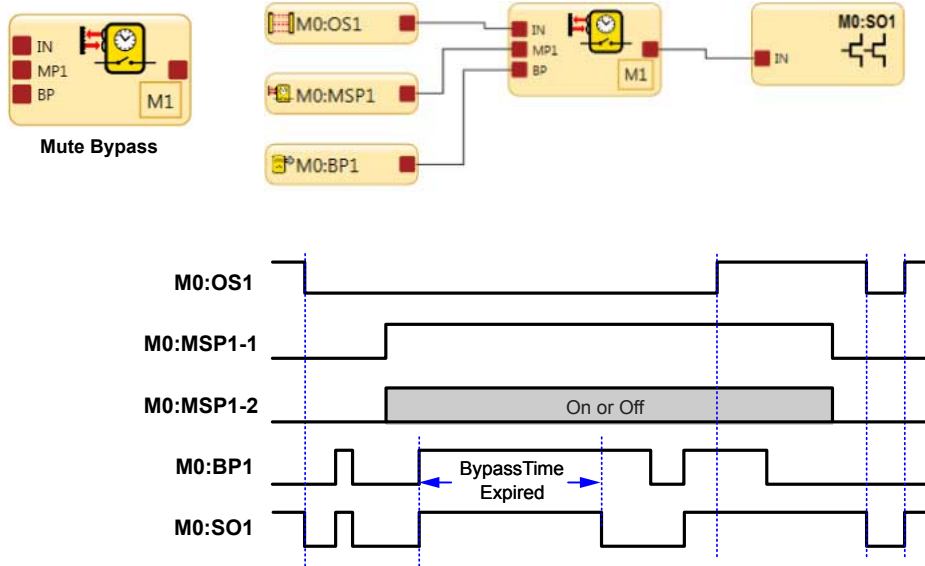 IN
MP1
BP
M1
Mute Bypass
M0:OS1
M0:MSP1
M0:BP1
IN
MP1
BP
M1
M0:SO1
IN
M0:OS1
M0:MSP1-1
M0:MSP1-2
On or Off
M0:BP1
BypassTime
Expired
M0:SO1